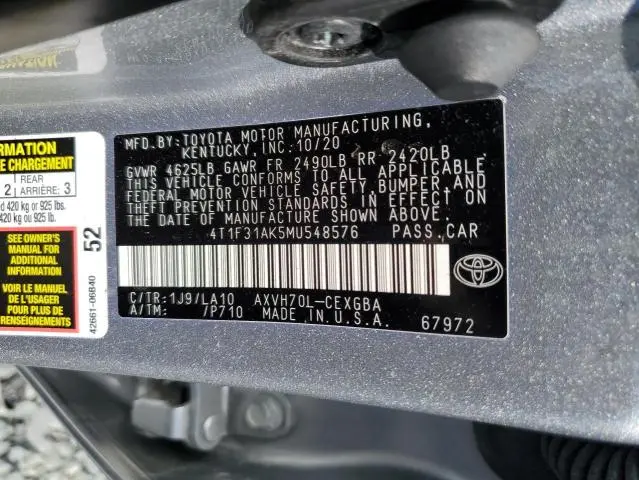 MFD.BY:TOYOTA MOTOR MANUFACTURING,
KENTUCKY, INC. 10/20
GVWR 4625LB GAWR FR 2490LB RR 2420LB
THIS VEHICLE CONFORMS TO ALL APPLICABLE
FEDERAL MOTOR VEHICLE SAFETY, BUMPER, AND
THEFT PREVENTION STANDARDS IN EFFECT ON
THE DATE OF MANUFACTURE SHOWN ABOVE.
4T1F31AK5MU548576 PASS.CAR
C/TR:1J9/LA10 AXVH70L-CEXGBA
A/TM: /P710 MADE IN U.S.A.
67972
RMATION
E CHARGEMENT
REAR
2 ARRIÈRE: 3
ed 420 kg or 925 lbs.
420 kg ou 925 lb.
SEE OWNER'S
MANUAL FOR
ADDITIONAL
INFORMATION
VOIR LE MANUEL
DE L'USAGER
POUR PLUS DE
RENSEIGNEMENTS
52
42661-06B40